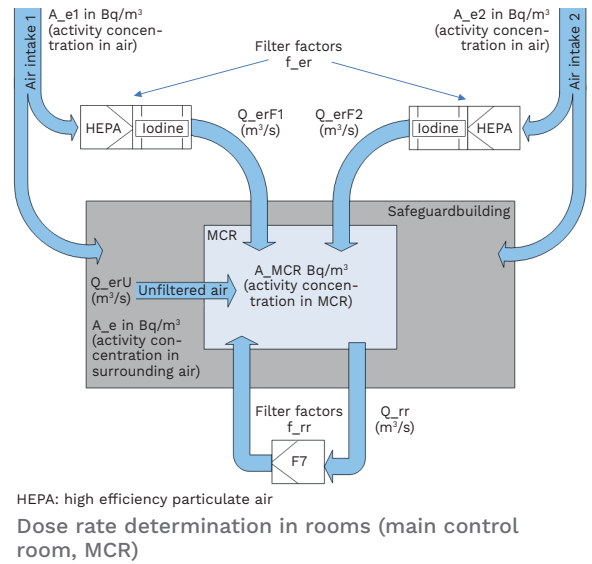 Air intake 1
A_e1 in Bq/m³
(activity concen-
tration in air)
A_e2 in Bq/m³
(activity concen-
tration in air)
Air intake 2
Filter factors
f_er
HEPA
Iodine
Q_erF1
(m³/s)
Q_erF2
(m³/s)
Iodine
HEPA
Safeguardbuilding
MCR
A_MCR Bq/m³
(activity concen-
tration in MCR)
Q_erU
(m³/s)
Unfiltered air
A_e in Bq/m³
(activity con-
centration in
surrounding air)
Filter factors
f_rr
Q_rr
(m³/s)
F7
HEPA: high efficiency particulate air
Dose rate determination in rooms (main control
room, MCR)